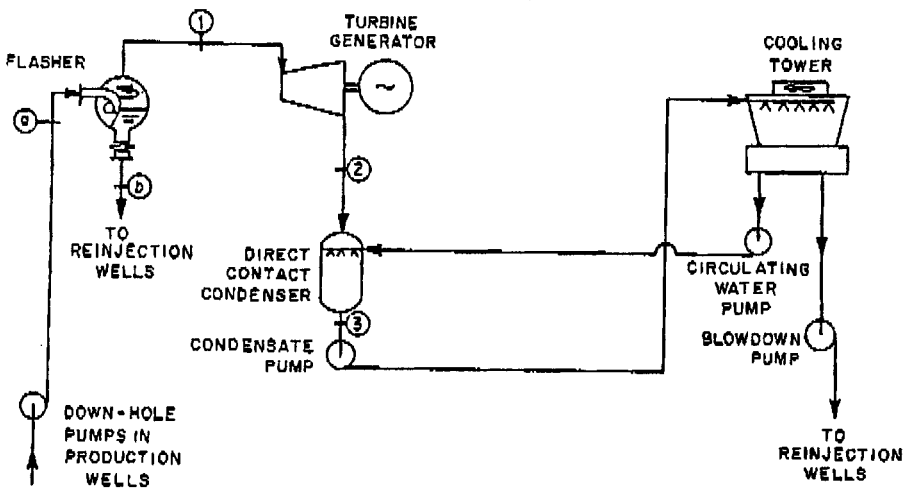 1
TURBINE
GENERATOR
~
COOLING
TOWER
FLASHER
a
b
2
TO
REINJECTION
WELLS
DIRECT
CONTACT
CONDENSER
3
CONDENSATE
PUMP
CIRCULATING
WATER
PUMP
BLOWDOWN
PUMP
DOWN-HOLE
PUMPS IN
PRODUCTION
WELLS
TO
REINJECTION
WELLS